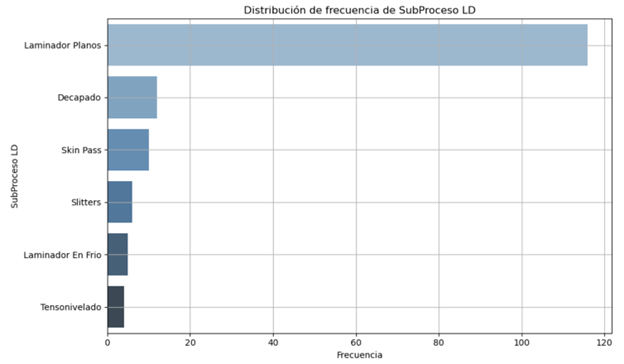 Distribución de frecuencia de SubProceso LD
SubProceso LD
Laminador Planos
Decapado
Skin Pass
Slitters
Laminador En Frio
Tensonivelado
0 20 40 60 80 100 120
Frecuencia